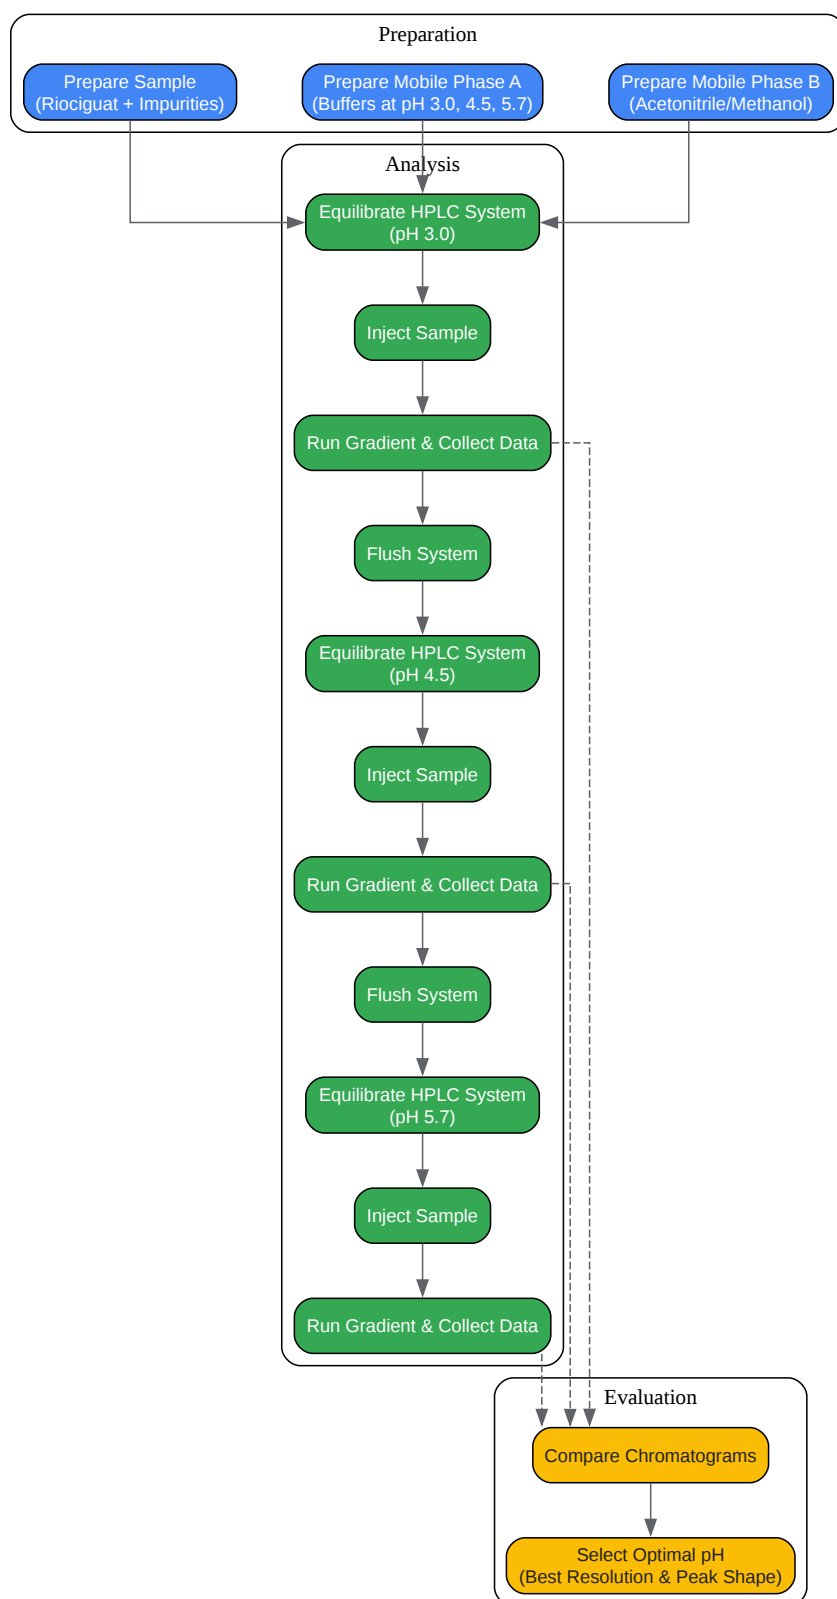 Preparation
Prepare Sample
(Riociguat + Impurities)
Prepare Mobile Phase A
(Buffers at pH 3.0, 4.5, 5.7)
Prepare Mobile Phase B
(Acetonitrile/Methanol)
Analysis
Equilibrate HPLC System
(pH 3.0)
Inject Sample
Run Gradient & Collect Data
Flush System
Equilibrate HPLC System
(pH 4.5)
Inject Sample
Run Gradient & Collect Data
Flush System
Equilibrate HPLC System
(pH 5.7)
Inject Sample
Run Gradient & Collect Data
Evaluation
Compare Chromatograms
Select Optimal pH
(Best Resolution & Peak Shape)